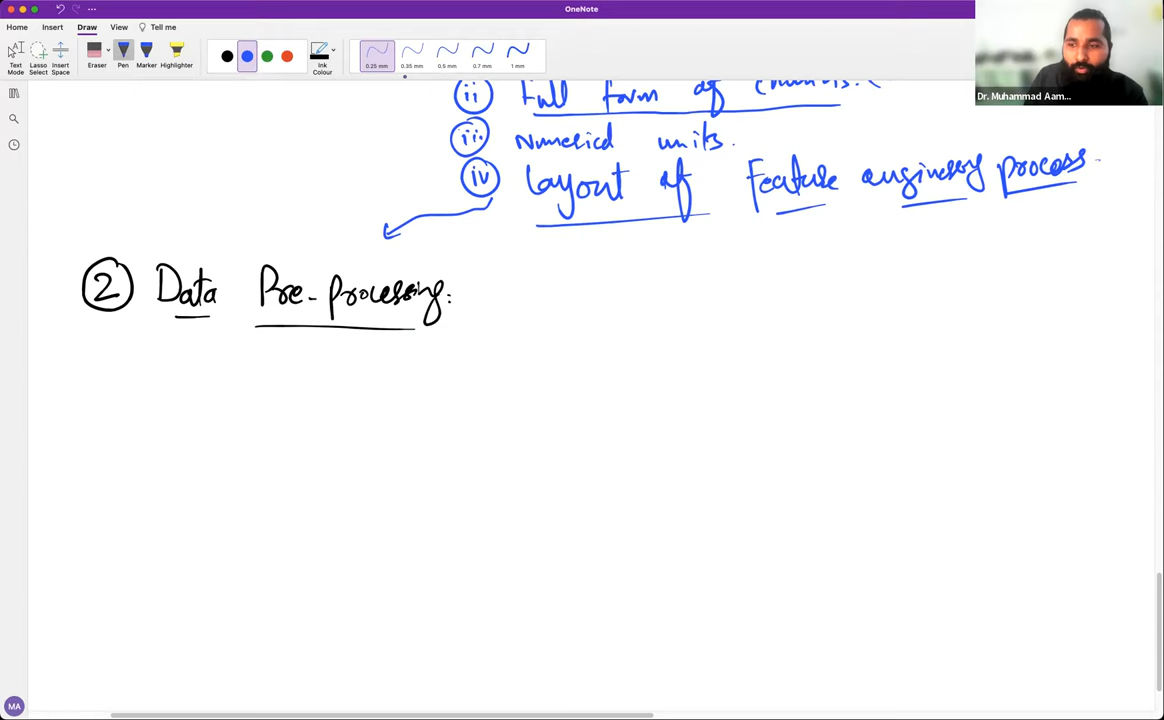 OneNote
Home Insert Draw View Tell me
Text Mode Lasso Select Insert Space Eraser Pen Marker Highlighter Ink Colour 0.25 mm 0.35 mm 0.5 mm 0.7 mm 1 mm
Dr. Muhammad Aam...
ii Full form of
iii Numerical units.
iv Layout of Feature enginerng process.
2 Data Pre-processing:
MA